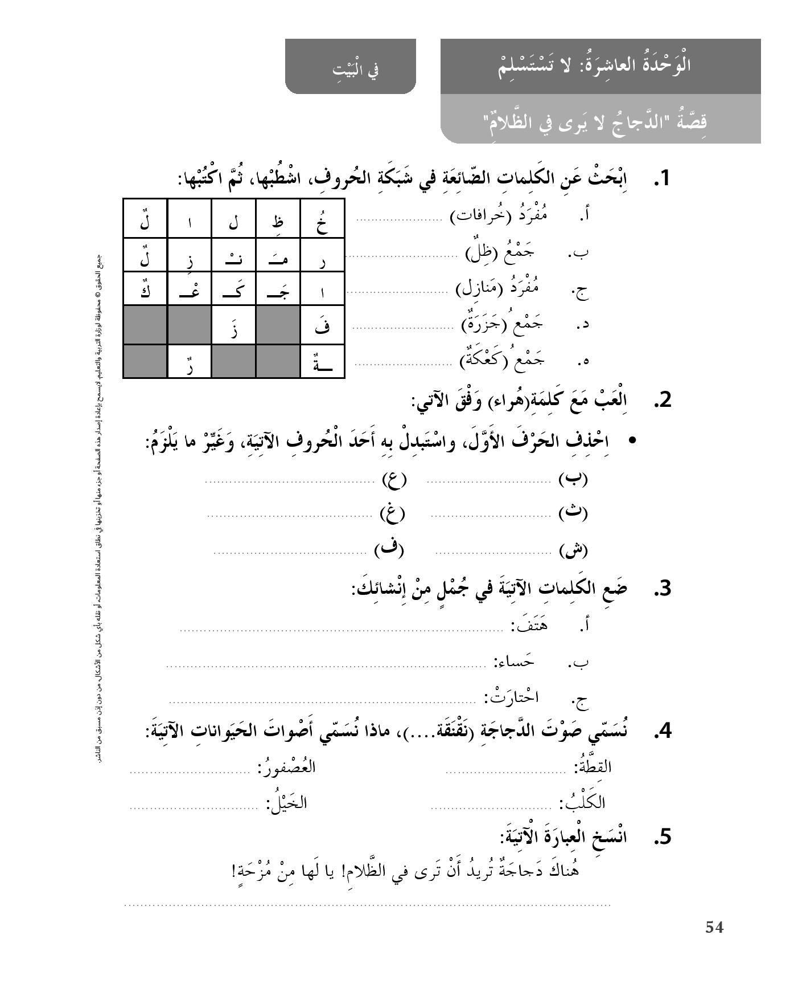 الْوَحْدَةُ العاشِرَةُ: لا تَسْتَسْلِمْ
في الْبَيْتِ
قِصَّةُ "الدَّجاجُ لا يَرى في الظَّلامِ"
1. اِبْحَثْ عَنِ الكَلِماتِ الضّائِعَةِ في شَبَكَةِ الحُروفِ، اشْطُبْها، ثُمَّ اكْتُبْها:
أ. مُفْرَدُ (خُرافات) ......................
ب. جَمْعُ (ظِلٌّ) ......................
ج. مُفْرَدُ (مَنازِل) ......................
د. جَمْعُ (جَزَرَةٌ) ......................
ه. جَمْعُ (كَعْكَةٌ) ......................
خُ ظِ ل ا لٌ
ر مـَ نـْ زِ لٌ
ا جَـ كَـ عْـ كٌ
فَ زَ
ـةٌ رٌ
2. اِلْعَبْ مَعَ كَلِمَةِ(هُراء) وَفْقَ الآتي:
• اِحْذِفِ الحَرْفَ الأَوَّلَ، واسْتَبدِلْ بِهِ أَحَدَ الْحُروفِ الآتِيَةِ، وَغَيِّرْ ما يَلْزَمُ:
(ب) ...................... (ع) ......................
(ث) ...................... (غ) ......................
(ش) ...................... (ف) ......................
3. ضَعِ الكَلِماتِ الآتِيَةَ في جُمْلٍ مِنْ إِنْشائِكَ:
أ. هَتَفَ: ......................
ب. حَساء: ......................
ج. احْتارَتْ: ......................
4. نُسَمّي صَوْتَ الدَّجاجَةِ (نَقْنَقَة....)، ماذا نُسَمّي أَصْواتَ الحَيَواناتِ الآتِيَةَ:
القِطَّةُ: ...................... العُصْفورُ: ......................
الكَلْبُ: ...................... الخَيْلُ: ......................
5. انْسَخِ الْعِبارَةَ الْآتِيَةَ:
هُناكَ دَجاجَةٌ تُريدُ أَنْ تَرى في الظَّلامِ! يا لَها مِنْ مُزْحَةٍ!
......................
54
جميع الحقوق © محفوظة لوزارة التربية والتعليم. لايسمح بإعادة إصدار هذه الصفحة أو جزء منها أو تخزينها في نطاق استعادة المعلومات، أو نقله بأي شكل من الأشكال، من دون إذن مسبق من الناشر.